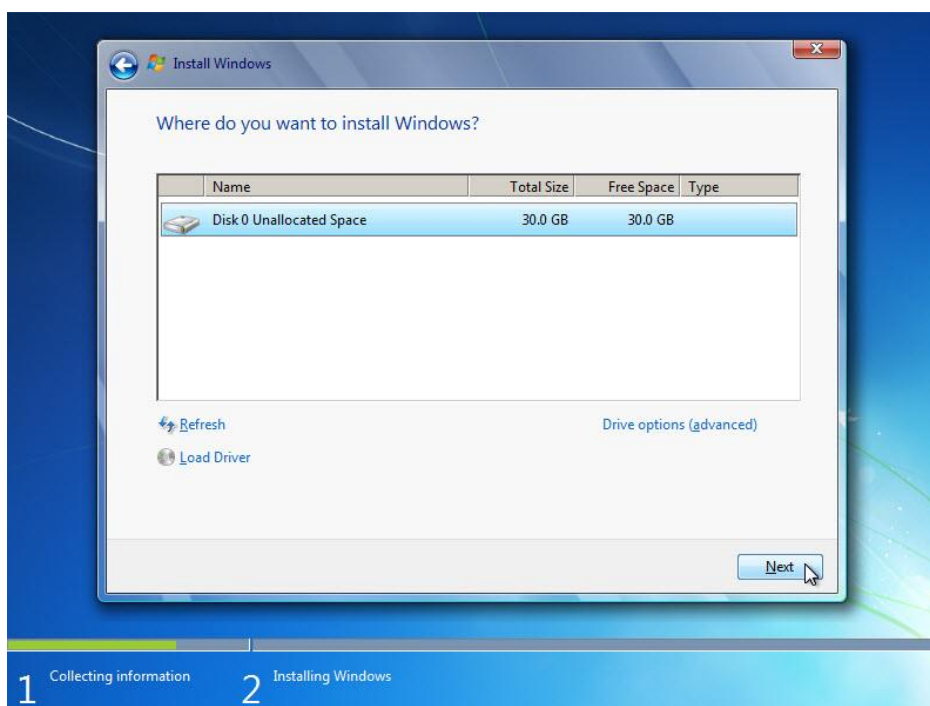 Install Windows
Where do you want to install Windows?
Name Total Size Free Space Type
Disk 0 Unallocated Space 30.0 GB 30.0 GB
Refresh Drive options (advanced)
Load Driver
Next
1 Collecting information 2 Installing Windows